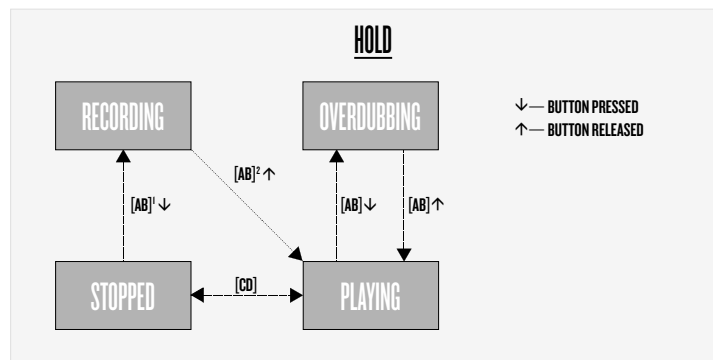 HOLD
RECORDING
OVERDUBBING
↓— BUTTON PRESSED
↑— BUTTON RELEASED
[AB]² ↑
[AB]¹ ↓
[AB]↓
[AB]↑
[CD]
STOPPED
PLAYING